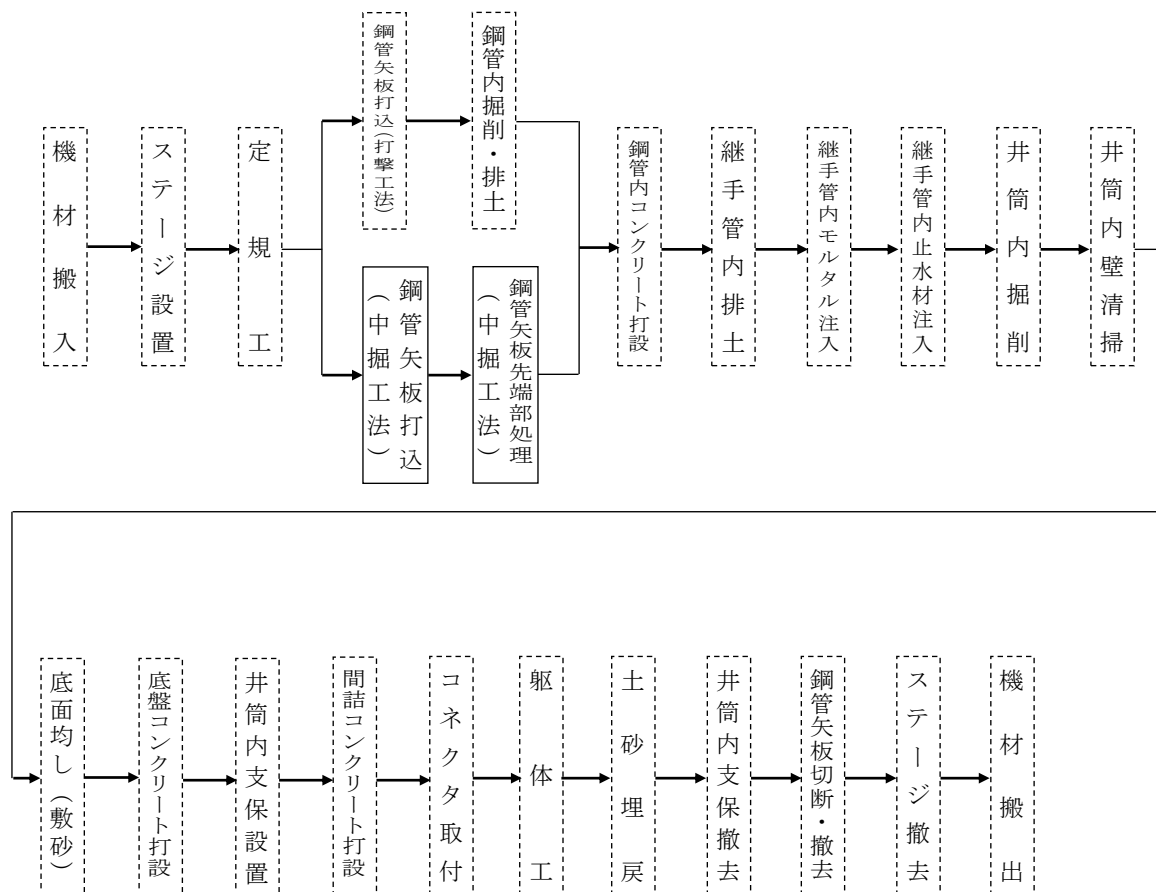 機材搬入
ステージ設置
定規工
鋼管矢板打込(打撃工法)
鋼管内掘削・排土
鋼管矢板打込
(中掘工法)
鋼管矢板先端部処理
(中掘工法)
鋼管内コンクリート打設
継手管内排土
継手管内モルタル注入
継手管内止水材注入
井筒内掘削
井筒内壁清掃
底面均し(敷砂)
底盤コンクリート打設
井筒内支保設置
間詰コンクリート打設
コネクタ取付
躯体工
土砂埋戻
井筒内支保撤去
鋼管矢板切断・撤去
ステージ撤去
機材搬出